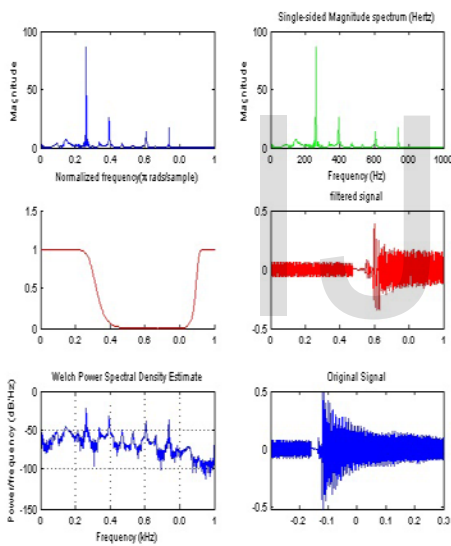 Single-sided Magnitude spectrum (Hertz)
100
50
0
Magnitude
0 0.2 0.4 0.6 0.8 1
Normalized frequency(π rads/sample)
100
50
0
Magnitude
0 200 400 600 800 1000
Frequency (Hz)
1.5
1
0.5
0
0 0.2 0.4 0.6 0.8 1
filtered signal
0.5
0
-0.5
0 0.2 0.4 0.6 0.8 1
Welch Power Spectral Density Estimate
0
-50
-100
-150
Power/frequency (dB/Hz)
0 0.2 0.4 0.6 0.8 1
Frequency (kHz)
Original Signal
0.5
0
-0.5
-0.2 -0.1 0 0.1 0.2 0.3
IJ